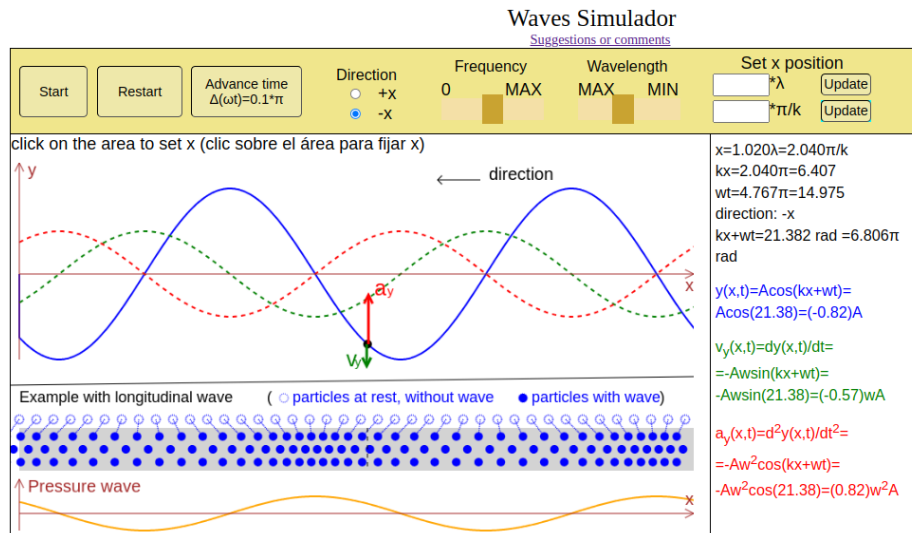 Waves Simulador
Suggestions or comments
Start
Restart
Advance time
Δ(ωt)=0.1*π
Direction
+x
-x
Frequency
0 MAX
Wavelength
MAX MIN
Set x position
*λ Update
*π/k Update
click on the area to set x (clic sobre el área para fijar x)
y
direction
x
ay
vy
Example with longitudinal wave ( particles at rest, without wave particles with wave)
Pressure wave
x
x=1.020λ=2.040π/k
kx=2.040π=6.407
wt=4.767π=14.975
direction: -x
kx+wt=21.382 rad =6.806π
rad
y(x,t)=Acos(kx+wt)=
Acos(21.38)=(-0.82)A
vy(x,t)=dy(x,t)/dt=
=-Awsin(kx+wt)=
-Awsin(21.38)=(-0.57)wA
ay(x,t)=d²y(x,t)/dt²=
=-Aw²cos(kx+wt)=
-Aw²cos(21.38)=(0.82)w²A